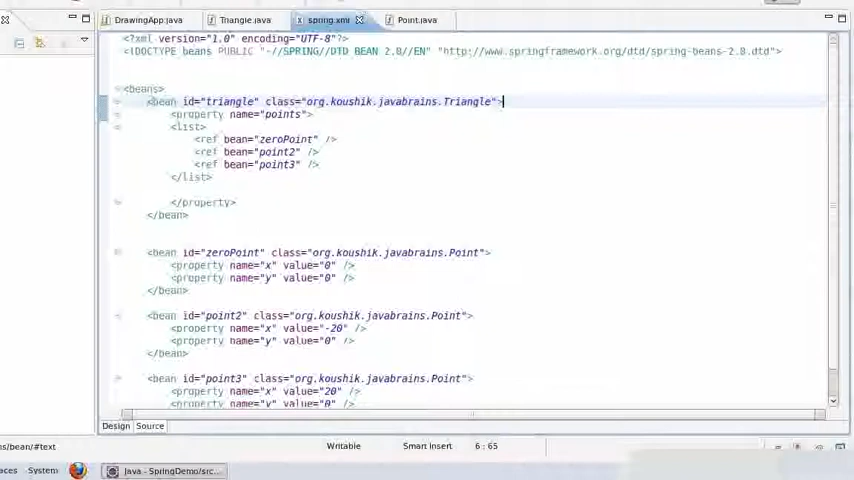 DrawingApp.java
Triangle.java
spring.xml
Point.java
<?xml version="1.0" encoding="UTF-8"?>
<!DOCTYPE beans PUBLIC "-//SPRING//DTD BEAN 2.0//EN" "http://www.springframework.org/dtd/spring-beans-2.0.dtd">
<beans>
<bean id="triangle" class="org.koushik.javabrains.Triangle">
<property name="points">
<list>
<ref bean="zeroPoint" />
<ref bean="point2" />
<ref bean="point3" />
</list>
</property>
</bean>
<bean id="zeroPoint" class="org.koushik.javabrains.Point">
<property name="x" value="0" />
<property name="y" value="0" />
</bean>
<bean id="point2" class="org.koushik.javabrains.Point">
<property name="x" value="-20" />
<property name="y" value="0" />
</bean>
<bean id="point3" class="org.koushik.javabrains.Point">
<property name="x" value="20" />
<property name="y" value="0" />
Design
Source
ns/bean/#text
Writable
Smart Insert
6 : 65
aces
System
Java - SpringDemo/src...